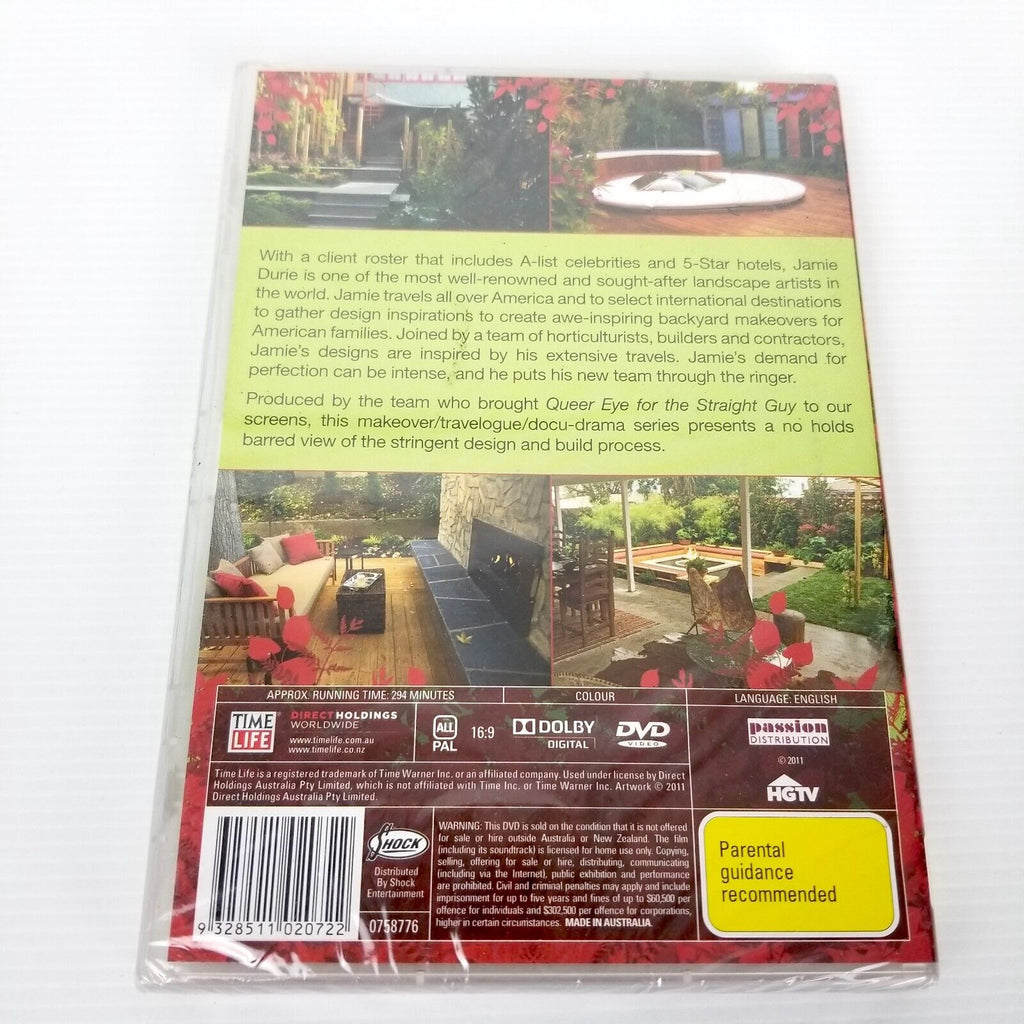 With a client roster that includes A-list celebrities and 5-Star hotels, Jamie
Durie is one of the most well-renowned and sought-after landscape artists in
the world. Jamie travels all over America and to select international destinations
to gather design inspirations to create awe-inspiring backyard makeovers for
American families. Joined by a team of horticulturists, builders and contractors,
Jamie's designs are inspired by his extensive travels. Jamie's demand for
perfection can be intense, and he puts his new team through the ringer.
Produced by the team who brought Queer Eye for the Straight Guy to our
screens, this makeover/travelogue/docu-drama series presents a no holds
barred view of the stringent design and build process.
APPROX. RUNNING TIME: 294 MINUTES
COLOUR
LANGUAGE: ENGLISH
TIME
LIFE
DIRECT HOLDINGS
WORLDWIDE
www.timelife.com.au
www.timelife.co.nz
ALL
PAL
16:9
DOLBY
DIGITAL
DVD
VIDEO
passion
DISTRIBUTION
© 2011
HGTV
Time Life is a registered trademark of Time Warner Inc. or an affiliated company. Used under license by Direct
Holdings Australia Pty Limited, which is not affiliated with Time Inc. or Time Warner Inc. Artwork © 2011
Direct Holdings Australia Pty Limited.
9 328511 020722
SHOCK
Distributed
By Shock
Entertainment
0758776
WARNING: This DVD is sold on the condition that it is not offered
for sale or hire outside Australia or New Zealand. The film
(including its soundtrack) is licensed for home use only. Copying,
selling, offering for sale or hire, distributing, communicating
(including via the Internet), public exhibition and performance
are prohibited. Civil and criminal penalties may apply and include
imprisonment for up to five years and fines of up to $60,500 per
offence for individuals and $302,500 per offence for corporations,
higher in certain circumstances. MADE IN AUSTRALIA.
Parental
guidance
recommended